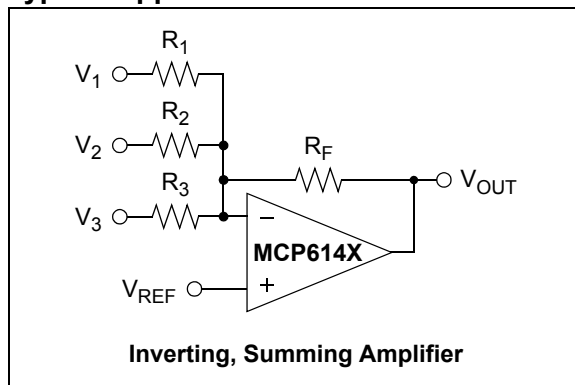 R1
V1
R2
V2
RF
VOUT
R3
V3
−
MCP614X
VREF
+
Inverting, Summing Amplifier